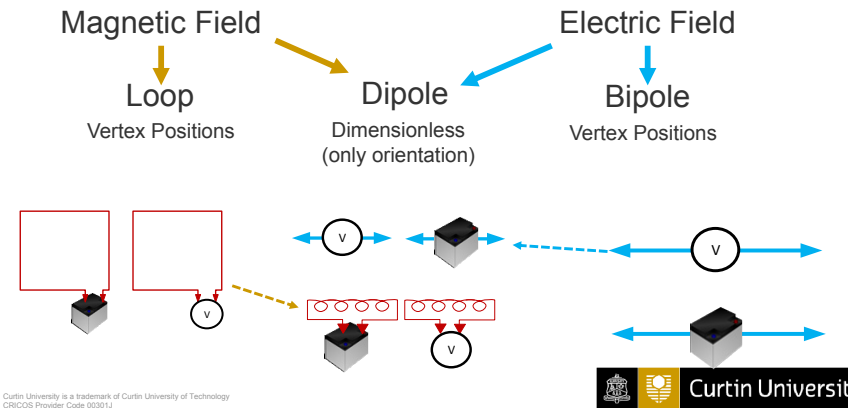 Magnetic Field
Electric Field
Loop
Dipole
Bipole
Vertex Positions
Dimensionless
(only orientation)
Vertex Positions
V
V
V
V
Curtin University is a trademark of Curtin University of Technology
CRICOS Provider Code 00301J
Curtin Universit